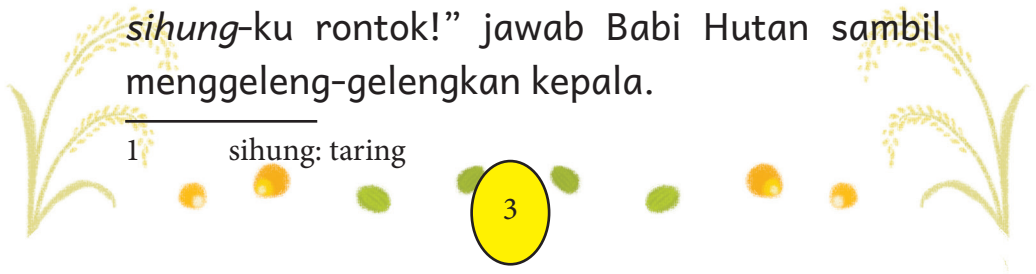 sihung-ku rontok!” jawab Babi Hutan sambil
menggeleng-gelengkan kepala.
1 sihung: taring
3